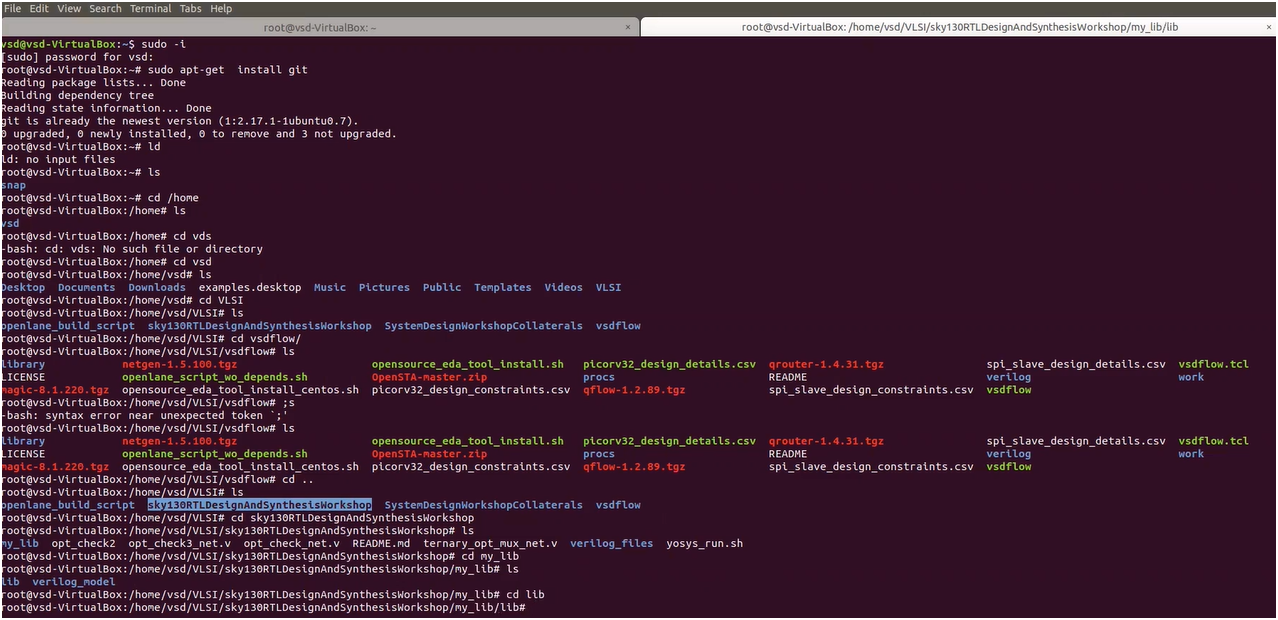 File Edit View Search Terminal Tabs Help
root@vsd-VirtualBox: ~ × root@vsd-VirtualBox: /home/vsd/VLSI/sky130RTLDesignAndSynthesisWorkshop/my_lib/lib ×
vsd@vsd-VirtualBox:~$ sudo -i
[sudo] password for vsd:
root@vsd-VirtualBox:~# sudo apt-get  install git
Reading package lists... Done
Building dependency tree
Reading state information... Done
git is already the newest version (1:2.17.1-1ubuntu0.7).
0 upgraded, 0 newly installed, 0 to remove and 3 not upgraded.
root@vsd-VirtualBox:~# ld
ld: no input files
root@vsd-VirtualBox:~# ls
snap
root@vsd-VirtualBox:~# cd /home
root@vsd-VirtualBox:/home# ls
vsd
root@vsd-VirtualBox:/home# cd vds
-bash: cd: vds: No such file or directory
root@vsd-VirtualBox:/home# cd vsd
root@vsd-VirtualBox:/home/vsd# ls
Desktop  Documents  Downloads  examples.desktop  Music  Pictures  Public  Templates  Videos  VLSI
root@vsd-VirtualBox:/home/vsd# cd VLSI
root@vsd-VirtualBox:/home/vsd/VLSI# ls
openlane_build_script  sky130RTLDesignAndSynthesisWorkshop  SystemDesignWorkshopCollaterals  vsdflow
root@vsd-VirtualBox:/home/vsd/VLSI# cd vsdflow/
root@vsd-VirtualBox:/home/vsd/VLSI/vsdflow# ls
library netgen-1.5.100.tgz opensource_eda_tool_install.sh picorv32_design_details.csv qrouter-1.4.31.tgz spi_slave_design_details.csv vsdflow.tcl
LICENSE openlane_script_wo_depends.sh OpenSTA-master.zip procs README verilog work
magic-8.1.220.tgz opensource_eda_tool_install_centos.sh picorv32_design_constraints.csv qflow-1.2.89.tgz spi_slave_design_constraints.csv vsdflow
root@vsd-VirtualBox:/home/vsd/VLSI/vsdflow# ;s
-bash: syntax error near unexpected token `;'
root@vsd-VirtualBox:/home/vsd/VLSI/vsdflow# ls
library netgen-1.5.100.tgz opensource_eda_tool_install.sh picorv32_design_details.csv qrouter-1.4.31.tgz spi_slave_design_details.csv vsdflow.tcl
LICENSE openlane_script_wo_depends.sh OpenSTA-master.zip procs README verilog work
magic-8.1.220.tgz opensource_eda_tool_install_centos.sh picorv32_design_constraints.csv qflow-1.2.89.tgz spi_slave_design_constraints.csv vsdflow
root@vsd-VirtualBox:/home/vsd/VLSI/vsdflow# cd ..
root@vsd-VirtualBox:/home/vsd/VLSI# ls
openlane_build_script  sky130RTLDesignAndSynthesisWorkshop  SystemDesignWorkshopCollaterals  vsdflow
root@vsd-VirtualBox:/home/vsd/VLSI# cd sky130RTLDesignAndSynthesisWorkshop
root@vsd-VirtualBox:/home/vsd/VLSI/sky130RTLDesignAndSynthesisWorkshop# ls
my_lib  opt_check2  opt_check3_net.v  opt_check_net.v  README.md  ternary_opt_mux_net.v  verilog_files  yosys_run.sh
root@vsd-VirtualBox:/home/vsd/VLSI/sky130RTLDesignAndSynthesisWorkshop# cd my_lib
root@vsd-VirtualBox:/home/vsd/VLSI/sky130RTLDesignAndSynthesisWorkshop/my_lib# ls
lib  verilog_model
root@vsd-VirtualBox:/home/vsd/VLSI/sky130RTLDesignAndSynthesisWorkshop/my_lib# cd lib
root@vsd-VirtualBox:/home/vsd/VLSI/sky130RTLDesignAndSynthesisWorkshop/my_lib/lib#